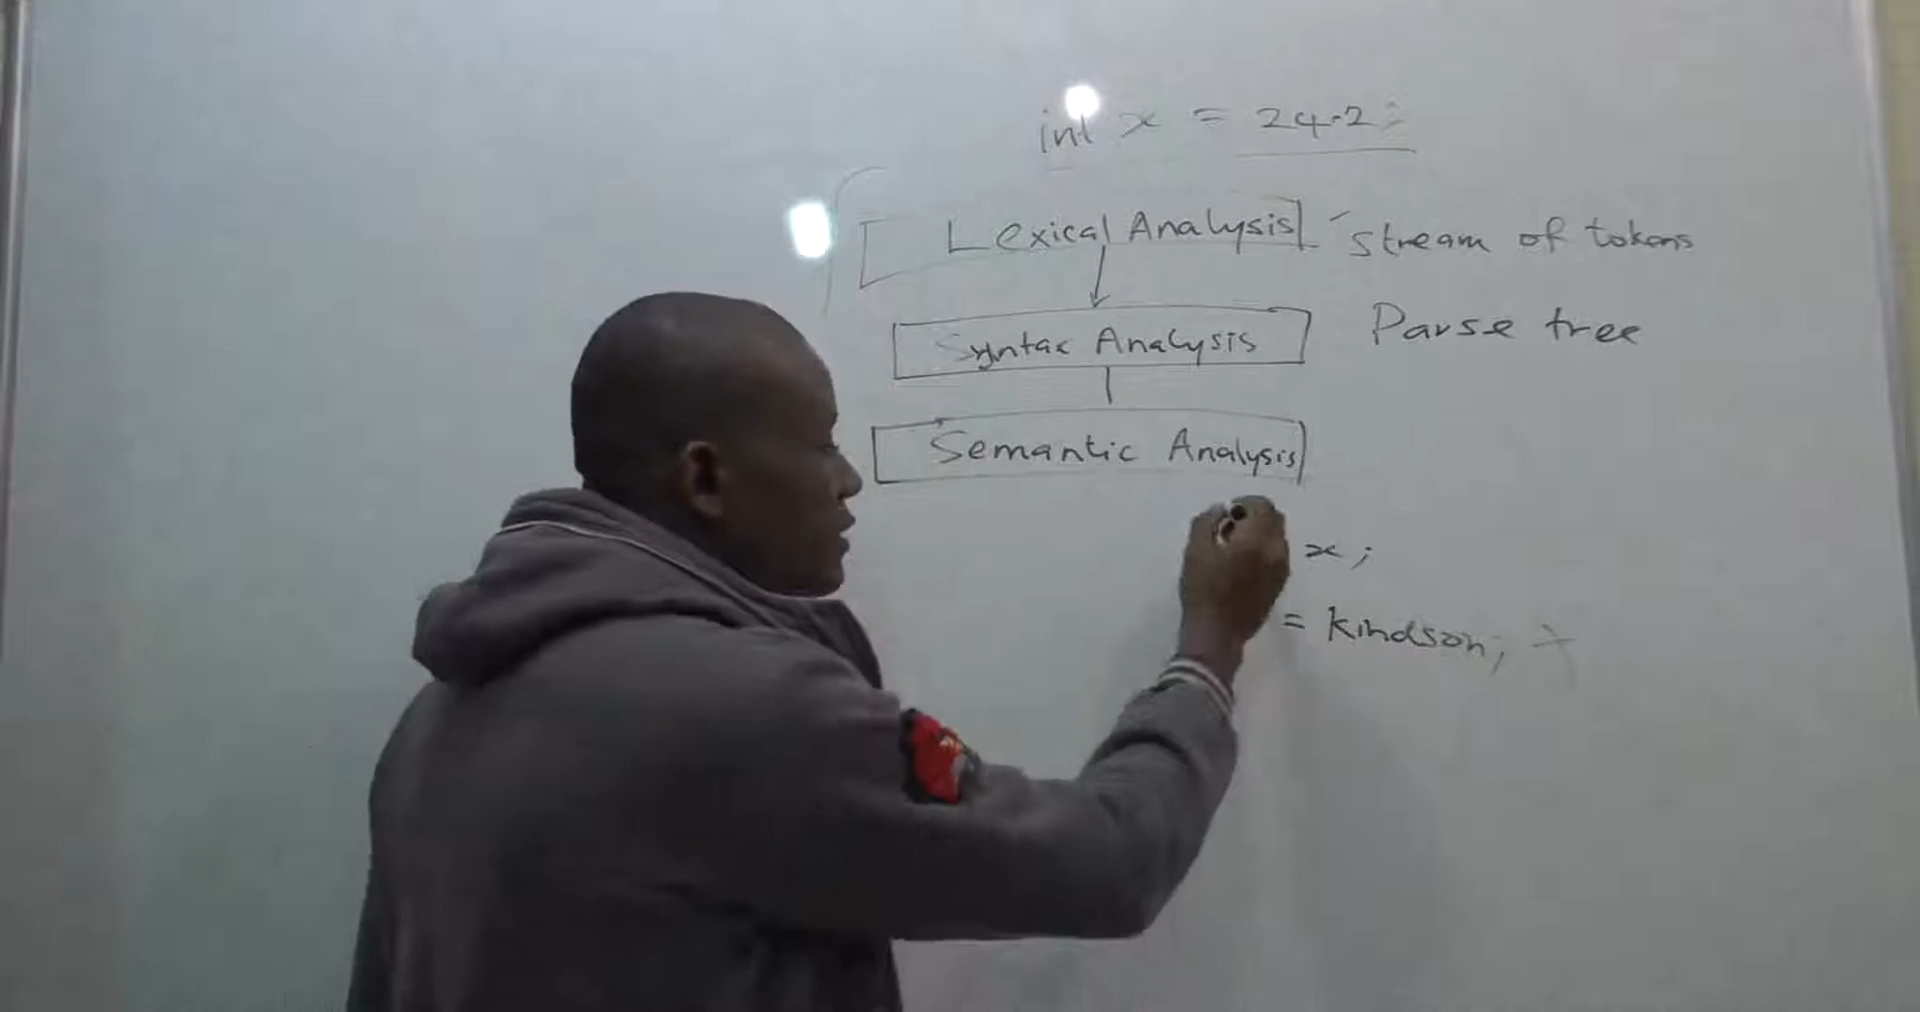 int x = 24.2;
Lexical Analysis stream of tokens
Syntax Analysis Parse tree
Semantic Analysis
x;
= kindson;